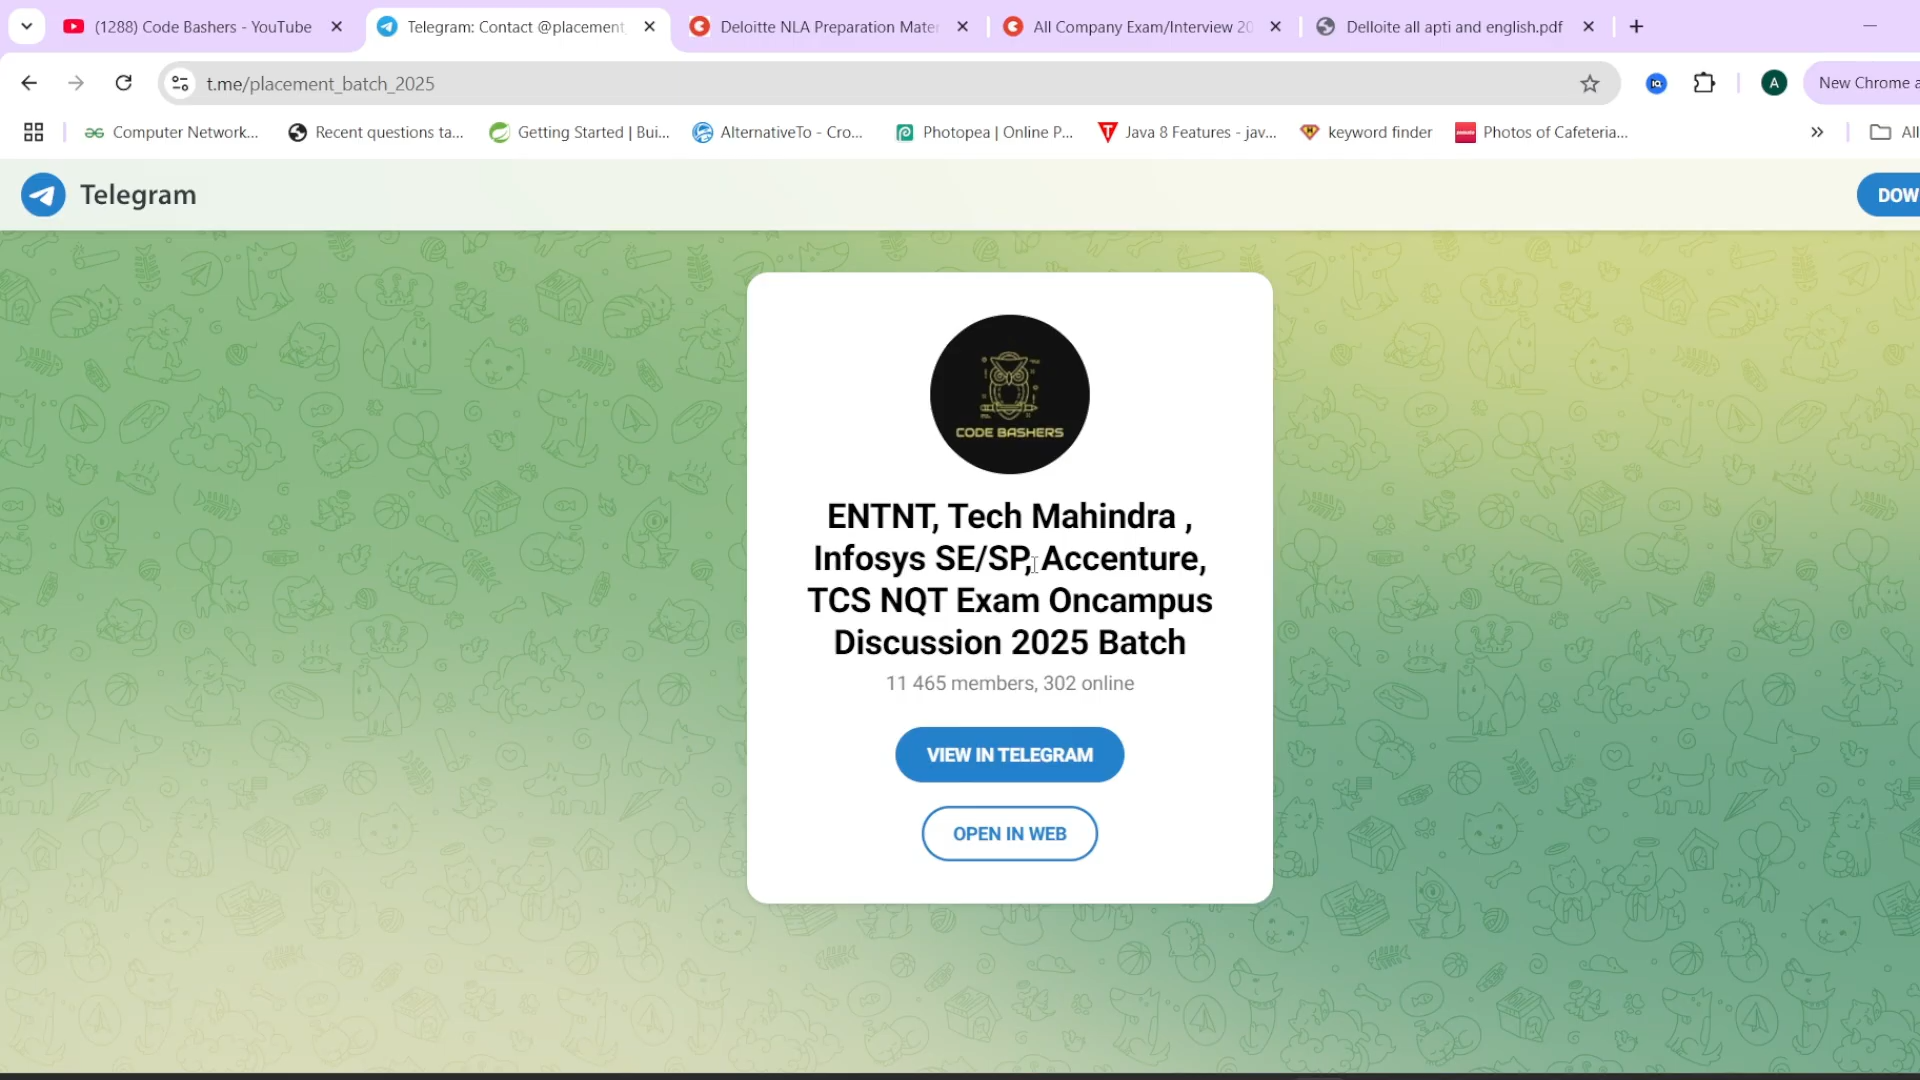 (1288) Code Bashers - YouTube
Telegram: Contact @placement_
Deloitte NLA Preparation Mater
All Company Exam/Interview 20
Delloite all apti and english.pdf
t.me/placement_batch_2025
A
New Chrome a
Computer Network...
Recent questions ta...
Getting Started | Bui...
AlternativeTo - Cro...
Photopea | Online P...
Java 8 Features - jav...
keyword finder
Photos of Cafeteria...
All
Telegram
DOW
CODE BASHERS
ENTNT, Tech Mahindra ,
Infosys SE/SP, Accenture,
TCS NQT Exam Oncampus
Discussion 2025 Batch
11 465 members, 302 online
VIEW IN TELEGRAM
OPEN IN WEB